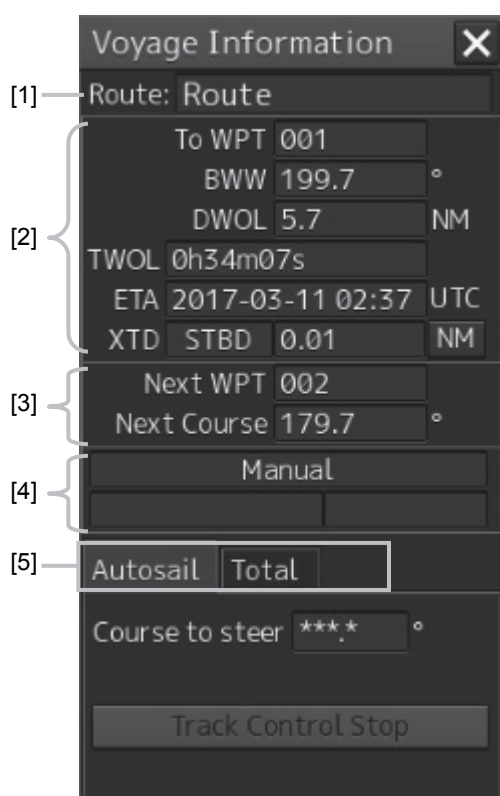 Voyage Information X
[1] Route: Route
[2]
To WPT 001
BWW 199.7 °
DWOL 5.7 NM
TWOL 0h34m07s
ETA 2017-03-11 02:37 UTC
XTD STBD 0.01 NM
[3]
Next WPT 002
Next Course 179.7 °
[4]
Manual
[5] Autosail Total
Course to steer ***.* °
Track Control Stop